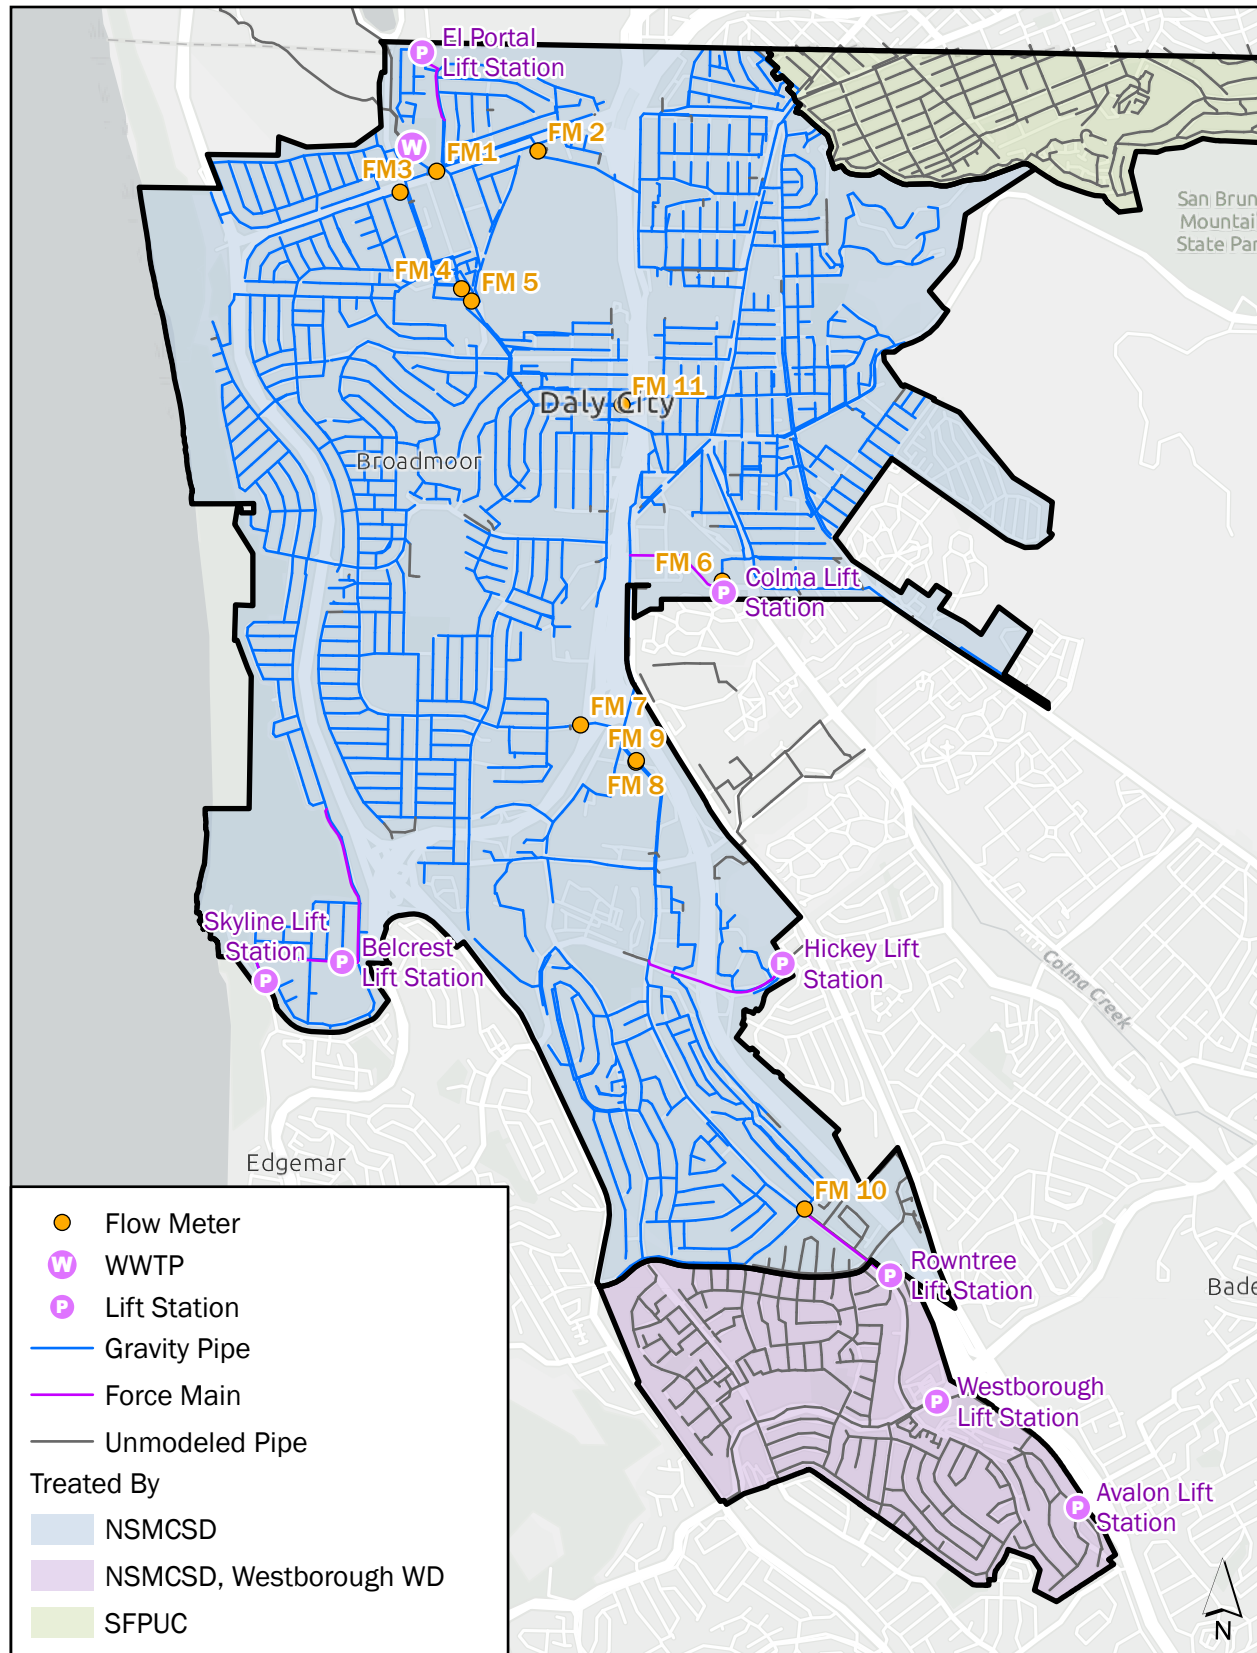 El Portal
Lift Station
FM 2
W
FM1
FM3
San Brun
Mountai
State Par
FM 4
FM 5
FM 11
Daly City
Broadmoor
FM 6
Colma Lift
Station
FM 7
FM 9
FM 8
Skyline Lift
Station
Belcrest
Lift Station
Hickey Lift
Station
Colma Creek
Edgemar
FM 10
Rowntree
Lift Station
Bade
Westborough
Lift Station
Avalon Lift
Station
Flow Meter
W WWTP
P Lift Station
Gravity Pipe
Force Main
Unmodeled Pipe
Treated By
NSMCSD
NSMCSD, Westborough WD
SFPUC
N